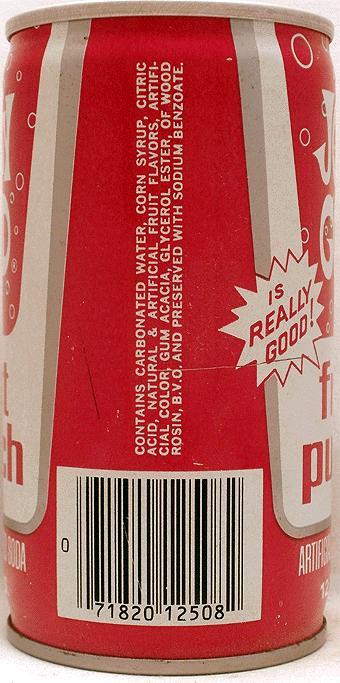 CONTAINS CARBONATED WATER, CORN SYRUP, CITRIC
ACID, NATURAL & ARTIFICIAL FRUIT FLAVORS, ARTIFI-
CIAL COLOR, GUM ACACIA, GLYCEROL ESTER, OF WOOD
ROSIN, B.V.O. AND PRESERVED WITH SODIUM BENZOATE.
IS
REALLY
GOOD!
0
71820 12508
SODA